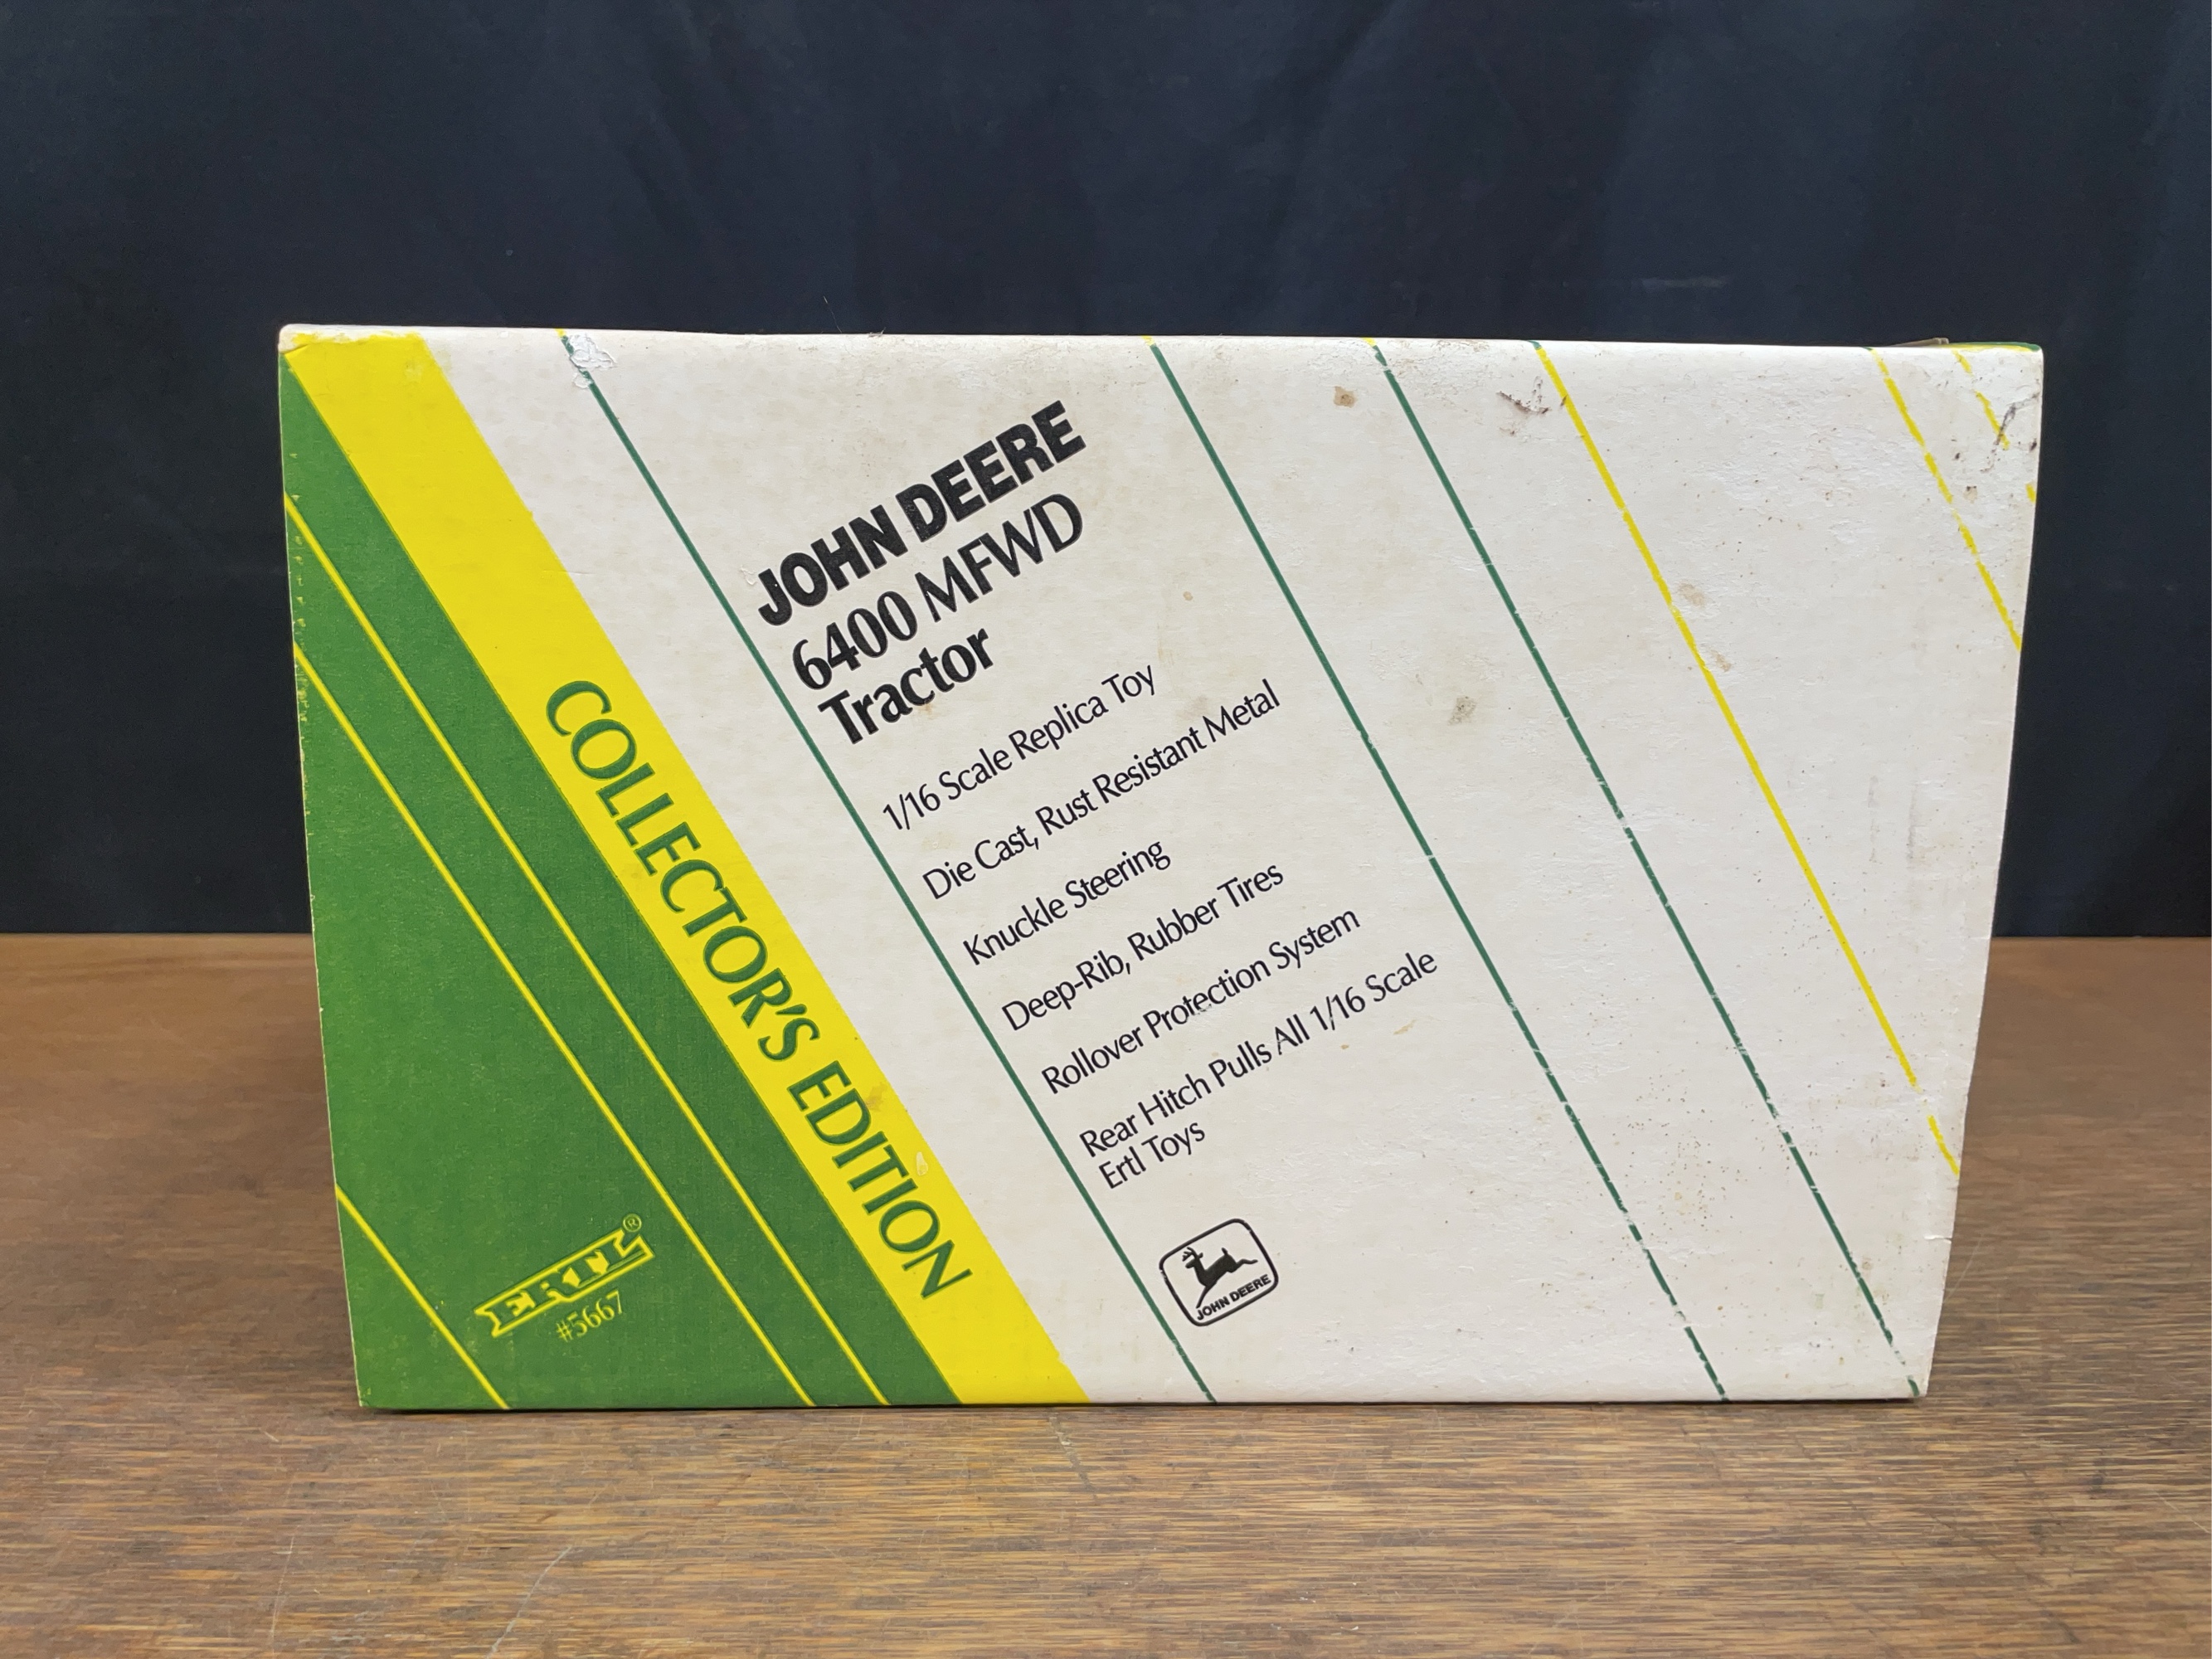 JOHN DEERE
6400 MFWD
Tractor
1/16 Scale Replica Toy
Die Cast, Rust Resistant Metal
Knuckle Steering
Deep-Rib, Rubber Tires
Rollover Protection System
Rear Hitch Pulls All 1/16 Scale
Ertl Toys
JOHN DEERE
COLLECTOR'S EDITION
ERTL®
#5667